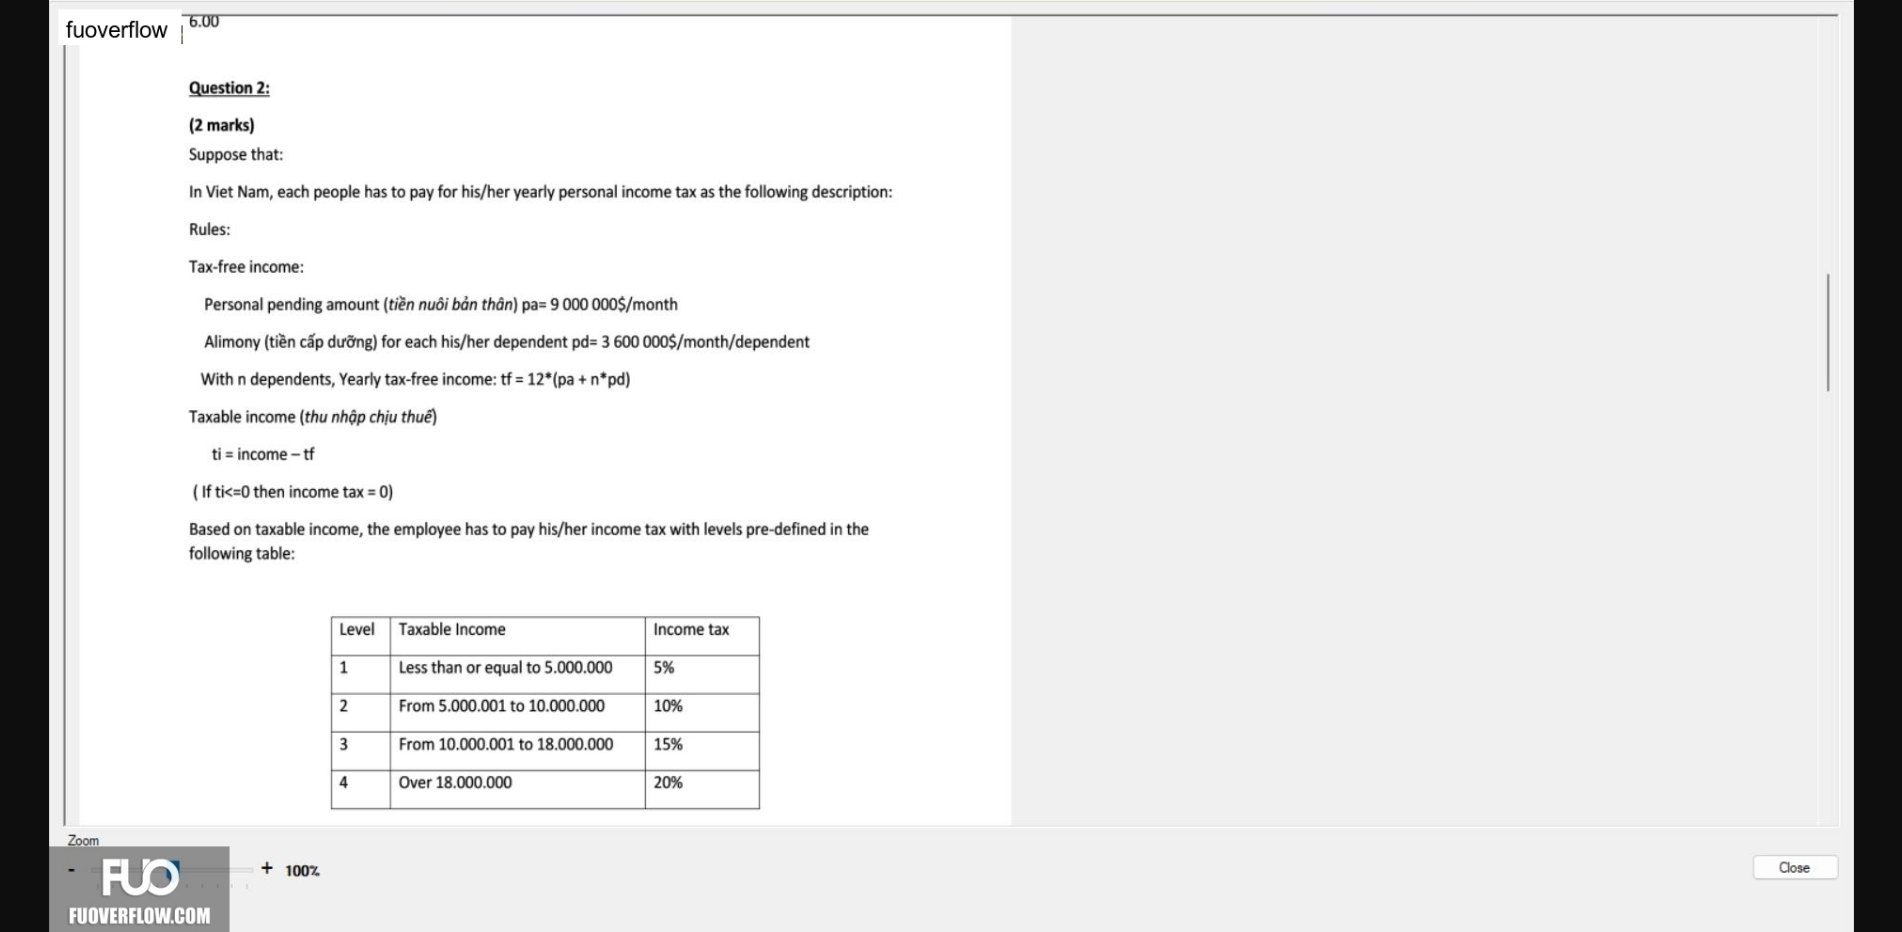 fuoverflow
6.00
Question 2:
(2 marks)
Suppose that:
In Viet Nam, each people has to pay for his/her yearly personal income tax as the following description:
Rules:
Tax-free income:
Personal pending amount (tiền nuôi bản thân) pa= 9 000 000$/month
Alimony (tiền cấp dưỡng) for each his/her dependent pd= 3 600 000$/month/dependent
With n dependents, Yearly tax-free income: tf = 12*(pa + n*pd)
Taxable income (thu nhập chịu thuế)
ti = income – tf
( If ti<=0 then income tax = 0)
Based on taxable income, the employee has to pay his/her income tax with levels pre-defined in the
following table:
Level Taxable Income Income tax
1 Less than or equal to 5.000.000 5%
2 From 5.000.001 to 10.000.000 10%
3 From 10.000.001 to 18.000.000 15%
4 Over 18.000.000 20%
Zoom
- + 100%
Close
FUO
FUOVERFLOW.COM